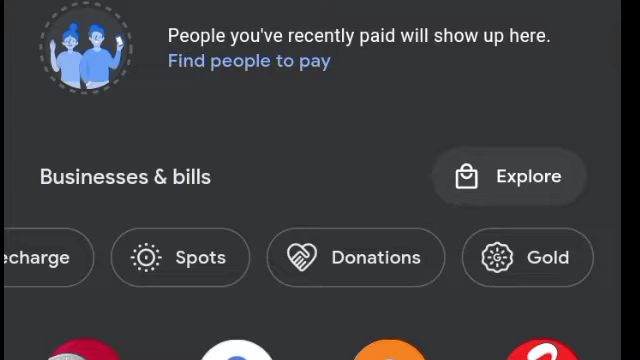 People you've recently paid will show up here.
Find people to pay
Businesses & bills
Explore
echarge
Spots
Donations
Gold